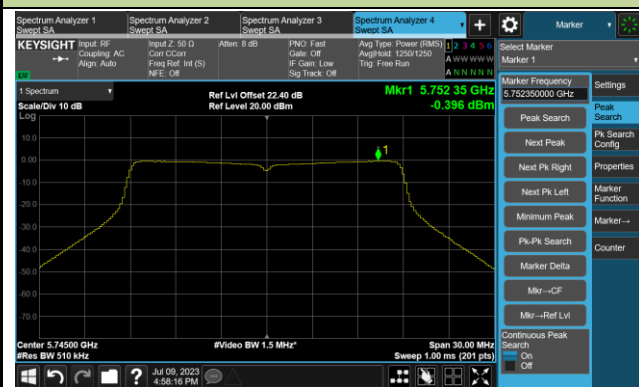 Spectrum Analyzer 1
Swept SA
Spectrum Analyzer 2
Swept SA
Spectrum Analyzer 3
Swept SA
Spectrum Analyzer 4
Swept SA
+
Marker
KEYSIGHT
Input: RF
Coupling: AC
Align: Auto
Input Z: 50 Ω
Corr CCorr
Freq Ref: Int (S)
NFE: Off
Atten: 8 dB
PNO: Fast
Gate: Off
IF Gain: Low
Sig Track: Off
Avg Type: Power (RMS)
Avg|Hold: 1250/1250
Trig: Free Run
1 2 3 4 5 6
A W W W W W
A N N N N N
Select Marker
Marker 1
1 Spectrum
Scale/Div 10 dB
Log
Ref Lvl Offset 22.40 dB
Ref Level 20.00 dBm
Mkr1 5.752 35 GHz
-0.396 dBm
10.0
0.00
-10.0
-20.0
-30.0
-40.0
-50.0
-60.0
-70.0
1
Center 5.74500 GHz
#Res BW 510 kHz
#Video BW 1.5 MHz*
Span 30.00 MHz
Sweep 1.00 ms (201 pts)
Marker Frequency
5.752350000 GHz
Peak Search
Next Peak
Next Pk Right
Next Pk Left
Minimum Peak
Pk-Pk Search
Marker Delta
Mkr→CF
Mkr→Ref Lvl
Continuous Peak
Search
On
Off
Settings
Peak
Search
Pk Search
Config
Properties
Marker
Function
Marker→
Counter
?
Jul 09, 2023
4:58:16 PM